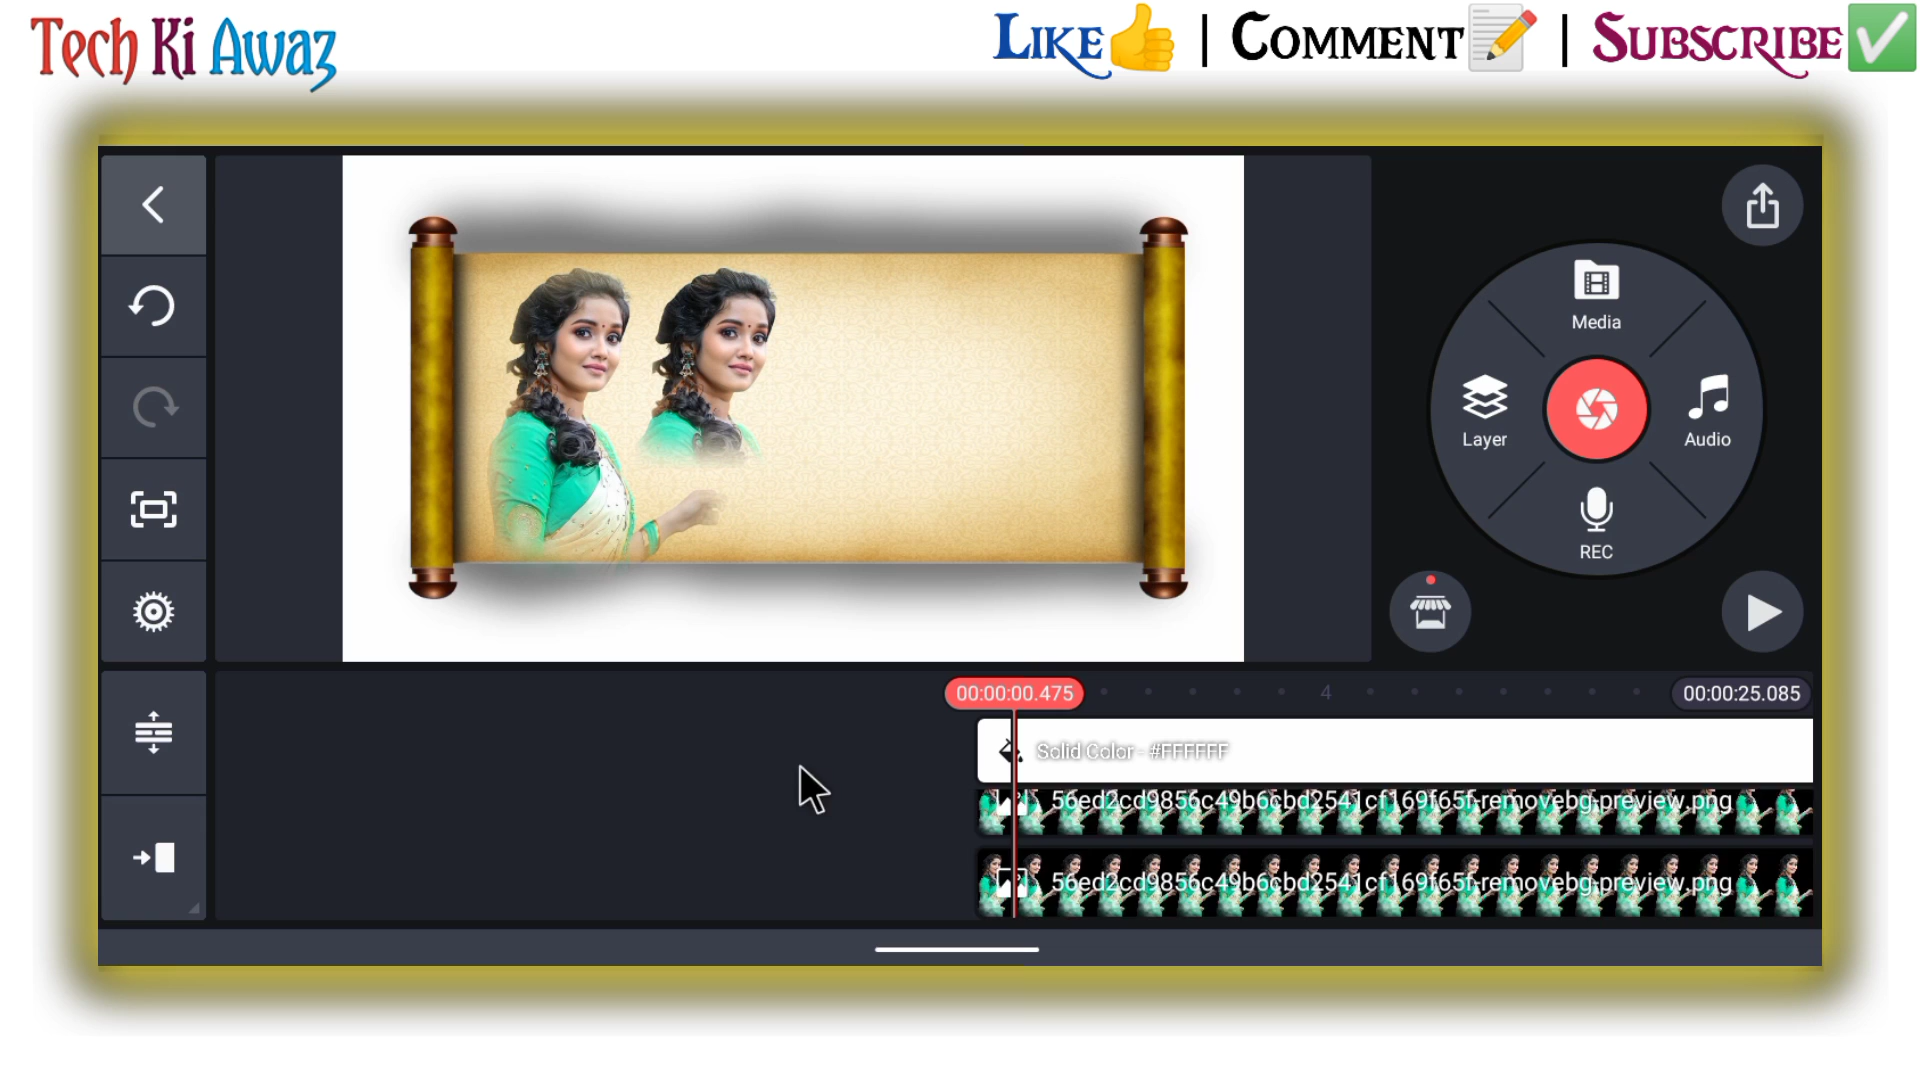 Tech Ki Awaz
Like | Comment | Subscribe
Media
Layer
Audio
REC
00:00:00.475
4
00:00:25.085
Solid Color - #FFFFFF
56ed2cd9856c49b6cbd2541cf169f65f-removebg-preview.png
56ed2cd9856c49b6cbd2541cf169f65f-removebg-preview.png